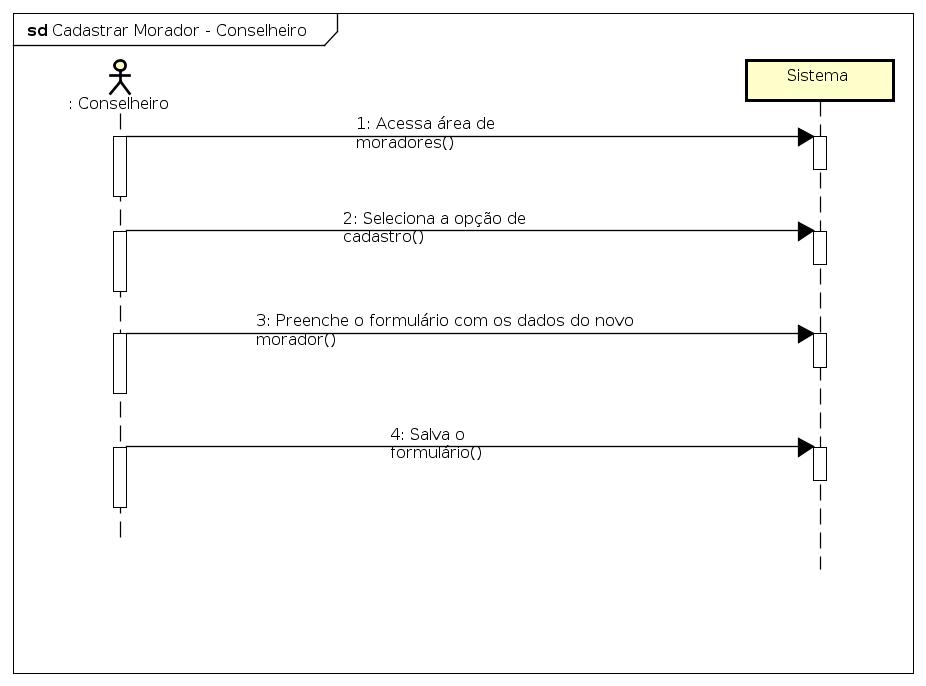 sd Cadastrar Morador - Conselheiro
: Conselheiro
Sistema
1: Acessa área de
moradores()
2: Seleciona a opção de
cadastro()
3: Preenche o formulário com os dados do novo
morador()
4: Salva o
formulário()